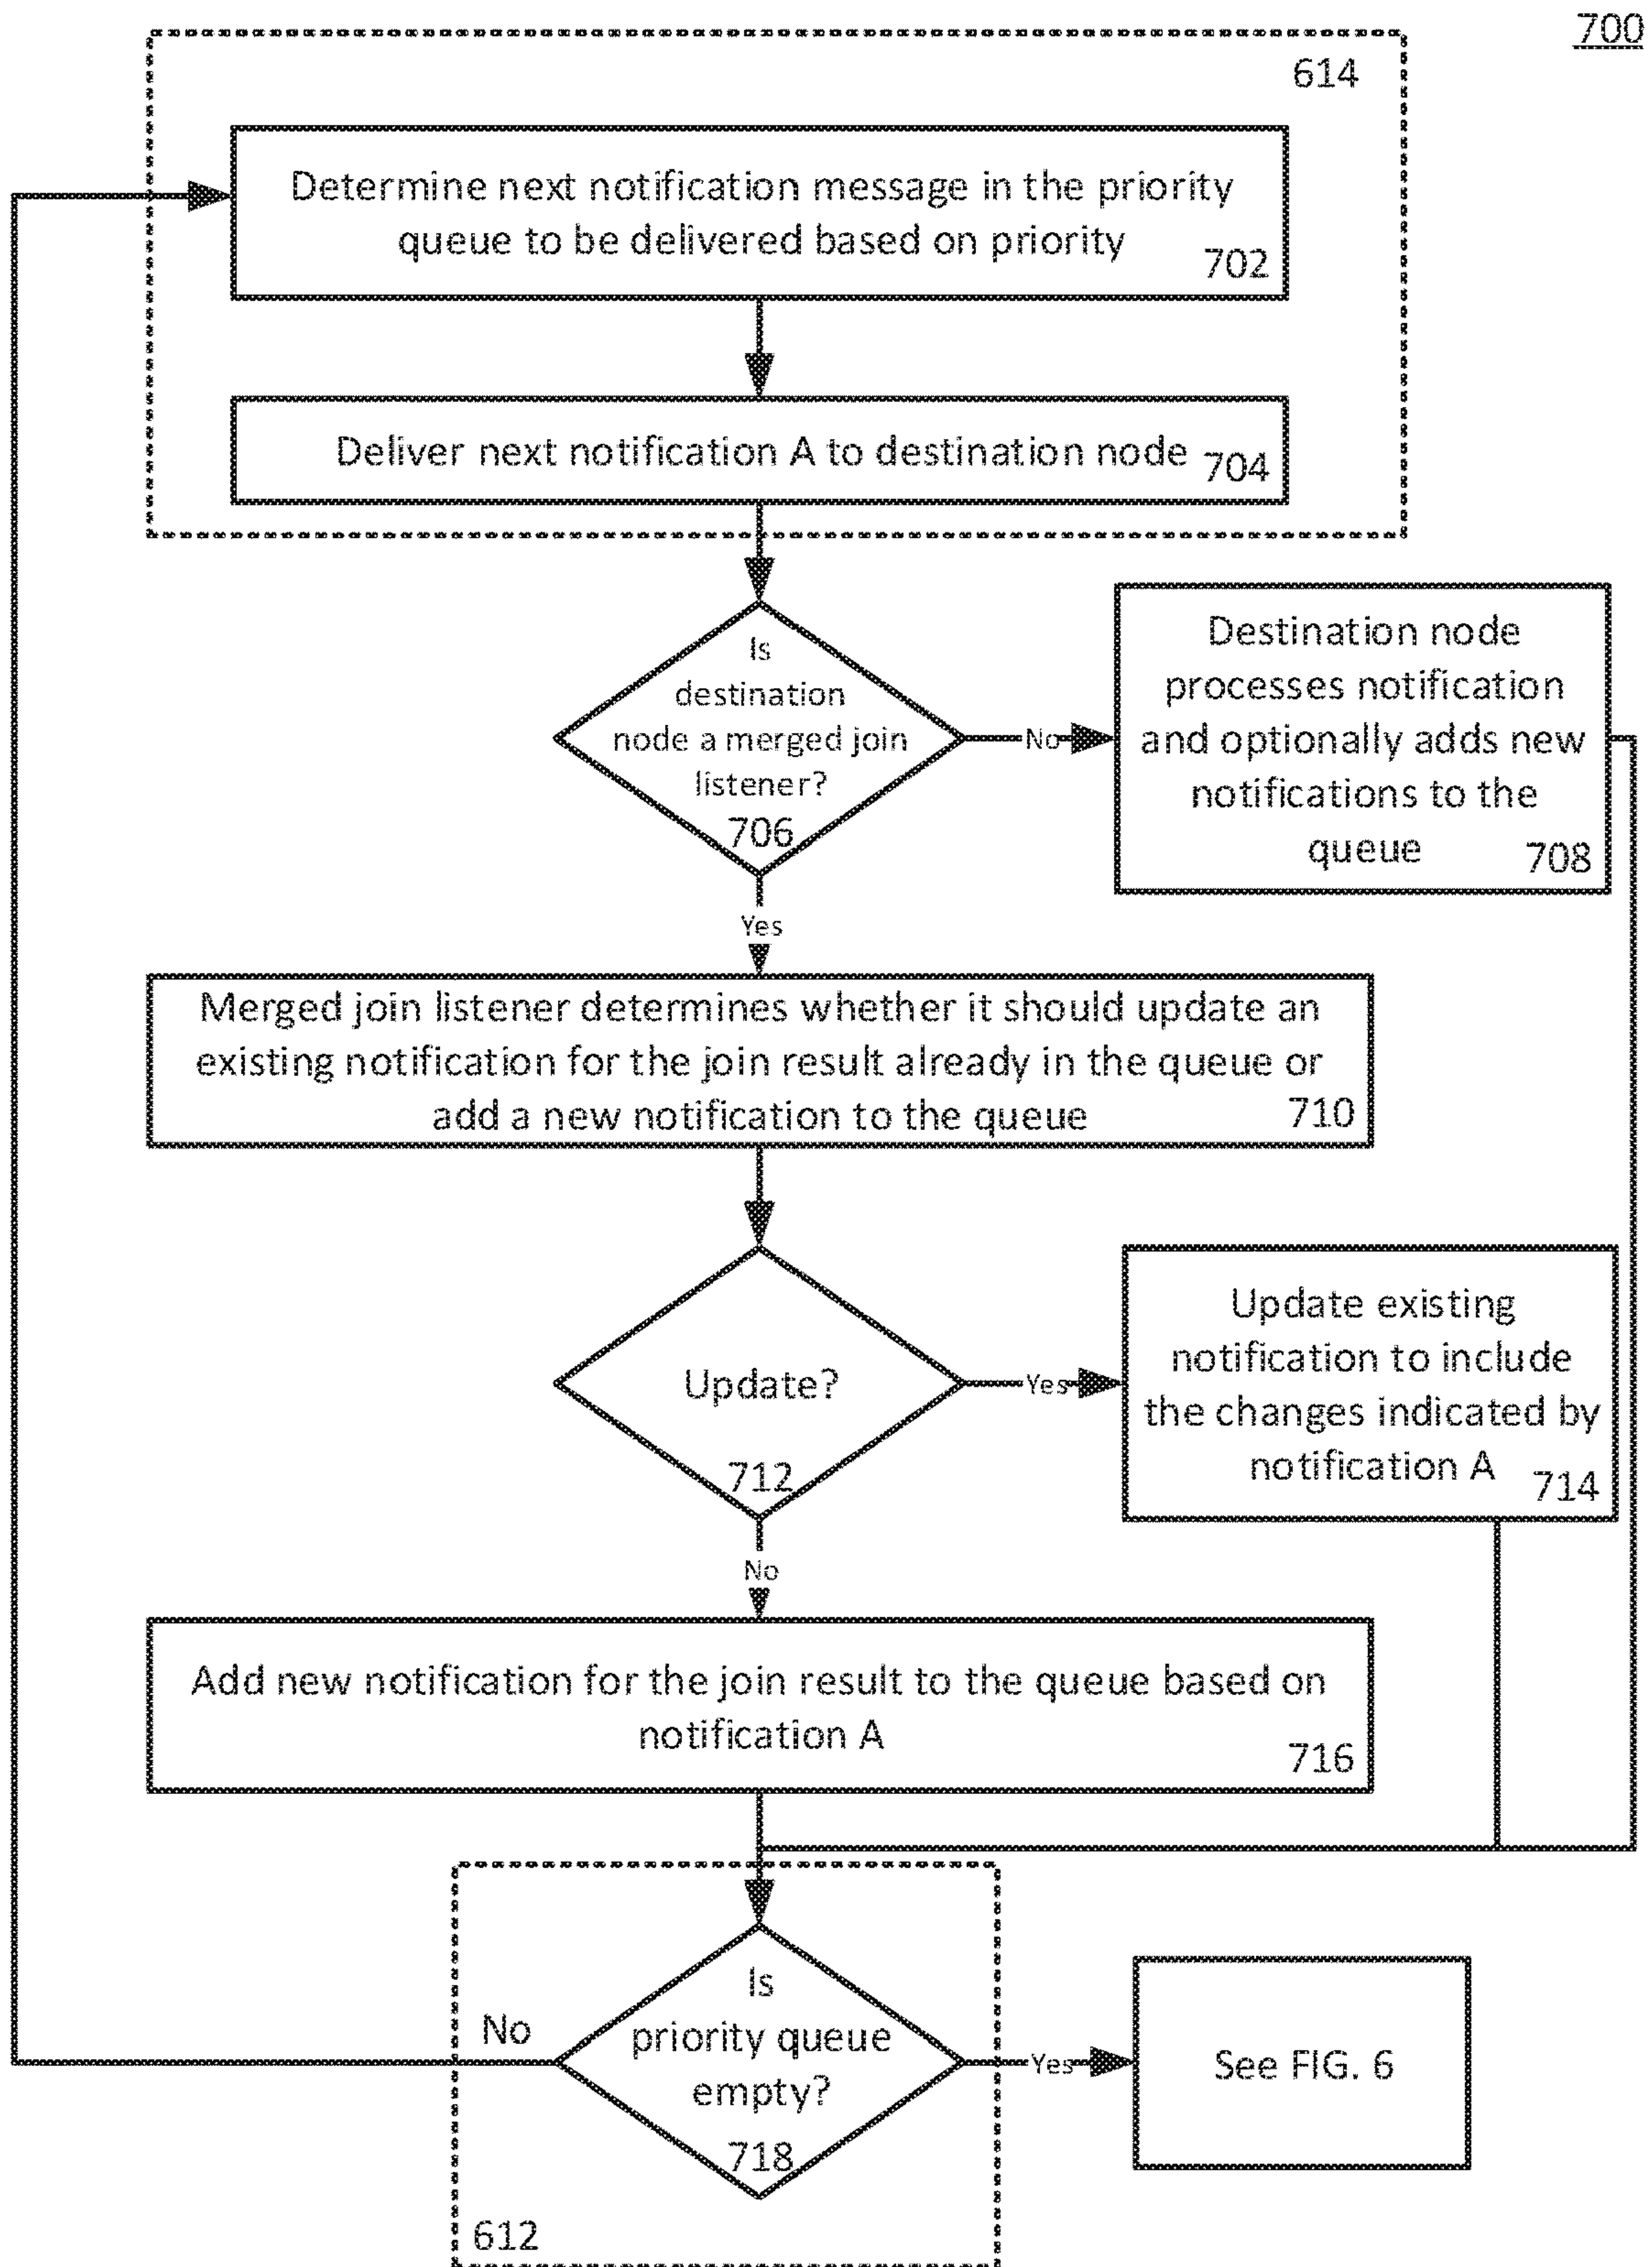 700
614
Determine next notification message in the priority
queue to be delivered based on priority
702
Deliver next notification A to destination node
704
Is
destination
node a merged join
listener?
706
No
Destination node
processes notification
and optionally adds new
notifications to the
queue
708
Yes
Merged join listener determines whether it should update an
existing notification for the join result already in the queue or
add a new notification to the queue
710
Update?
712
Yes
Update existing
notification to include
the changes indicated by
notification A
714
No
Add new notification for the join result to the queue based on
notification A
716
Is
priority queue
empty?
718
No
Yes
See FIG. 6
612